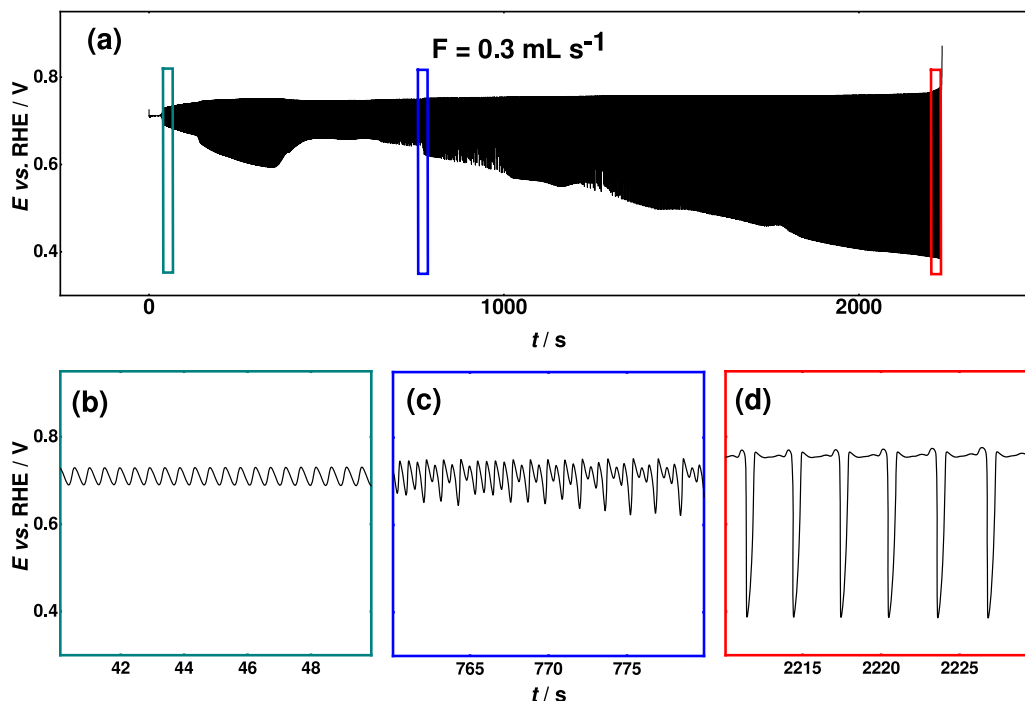 (a)
F = 0.3 mL s⁻¹
E vs. RHE / V
0.8
0.6
0.4
0
1000
2000
t / s
(b)
(c)
(d)
E vs. RHE / V
0.8
0.6
0.4
42 44 46 48
765 770 775
2215 2220 2225
t / s